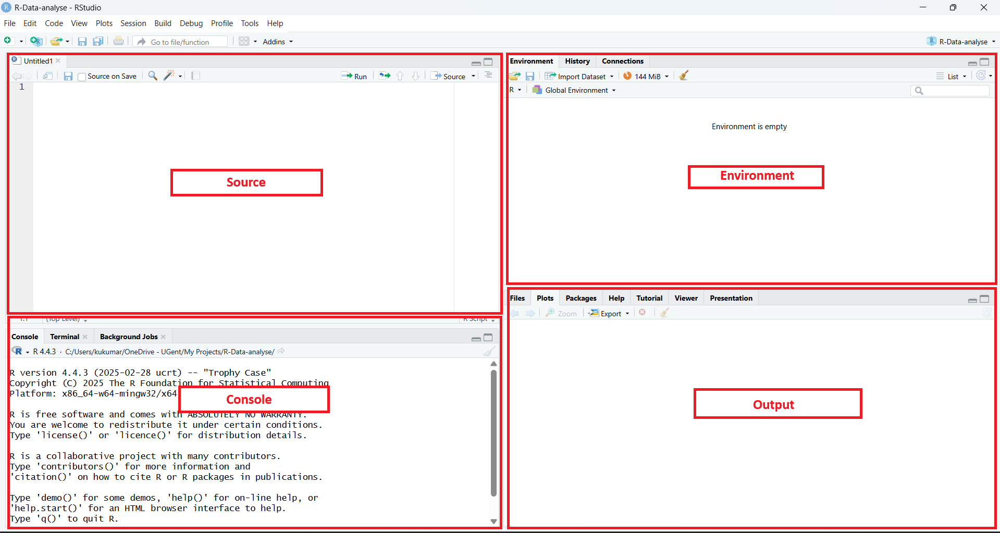 R-Data-analyse - RStudio
File Edit Code View Plots Session Build Debug Profile Tools Help
Go to file/function Addins R-Data-analyse
Untitled1
Source on Save Run Source
1
Source
Environment History Connections
Import Dataset 144 MiB List
R Global Environment
Environment is empty
Environment
1:1 (Top Level) R Script
Console Terminal Background Jobs
R 4.4.3 · C:/Users/kukumar/OneDrive - UGent/My Projects/R-Data-analyse/
R version 4.4.3 (2025-02-28 ucrt) -- "Trophy Case"
Copyright (C) 2025 The R Foundation for Statistical Computing
Platform: x86_64-w64-mingw32/x64
Console
R is free software and comes with ABSOLUTELY NO WARRANTY.
You are welcome to redistribute it under certain conditions.
Type 'license()' or 'licence()' for distribution details.
R is a collaborative project with many contributors.
Type 'contributors()' for more information and
'citation()' on how to cite R or R packages in publications.
Type 'demo()' for some demos, 'help()' for on-line help, or
'help.start()' for an HTML browser interface to help.
Type 'q()' to quit R.
Files Plots Packages Help Tutorial Viewer Presentation
Zoom Export
Output